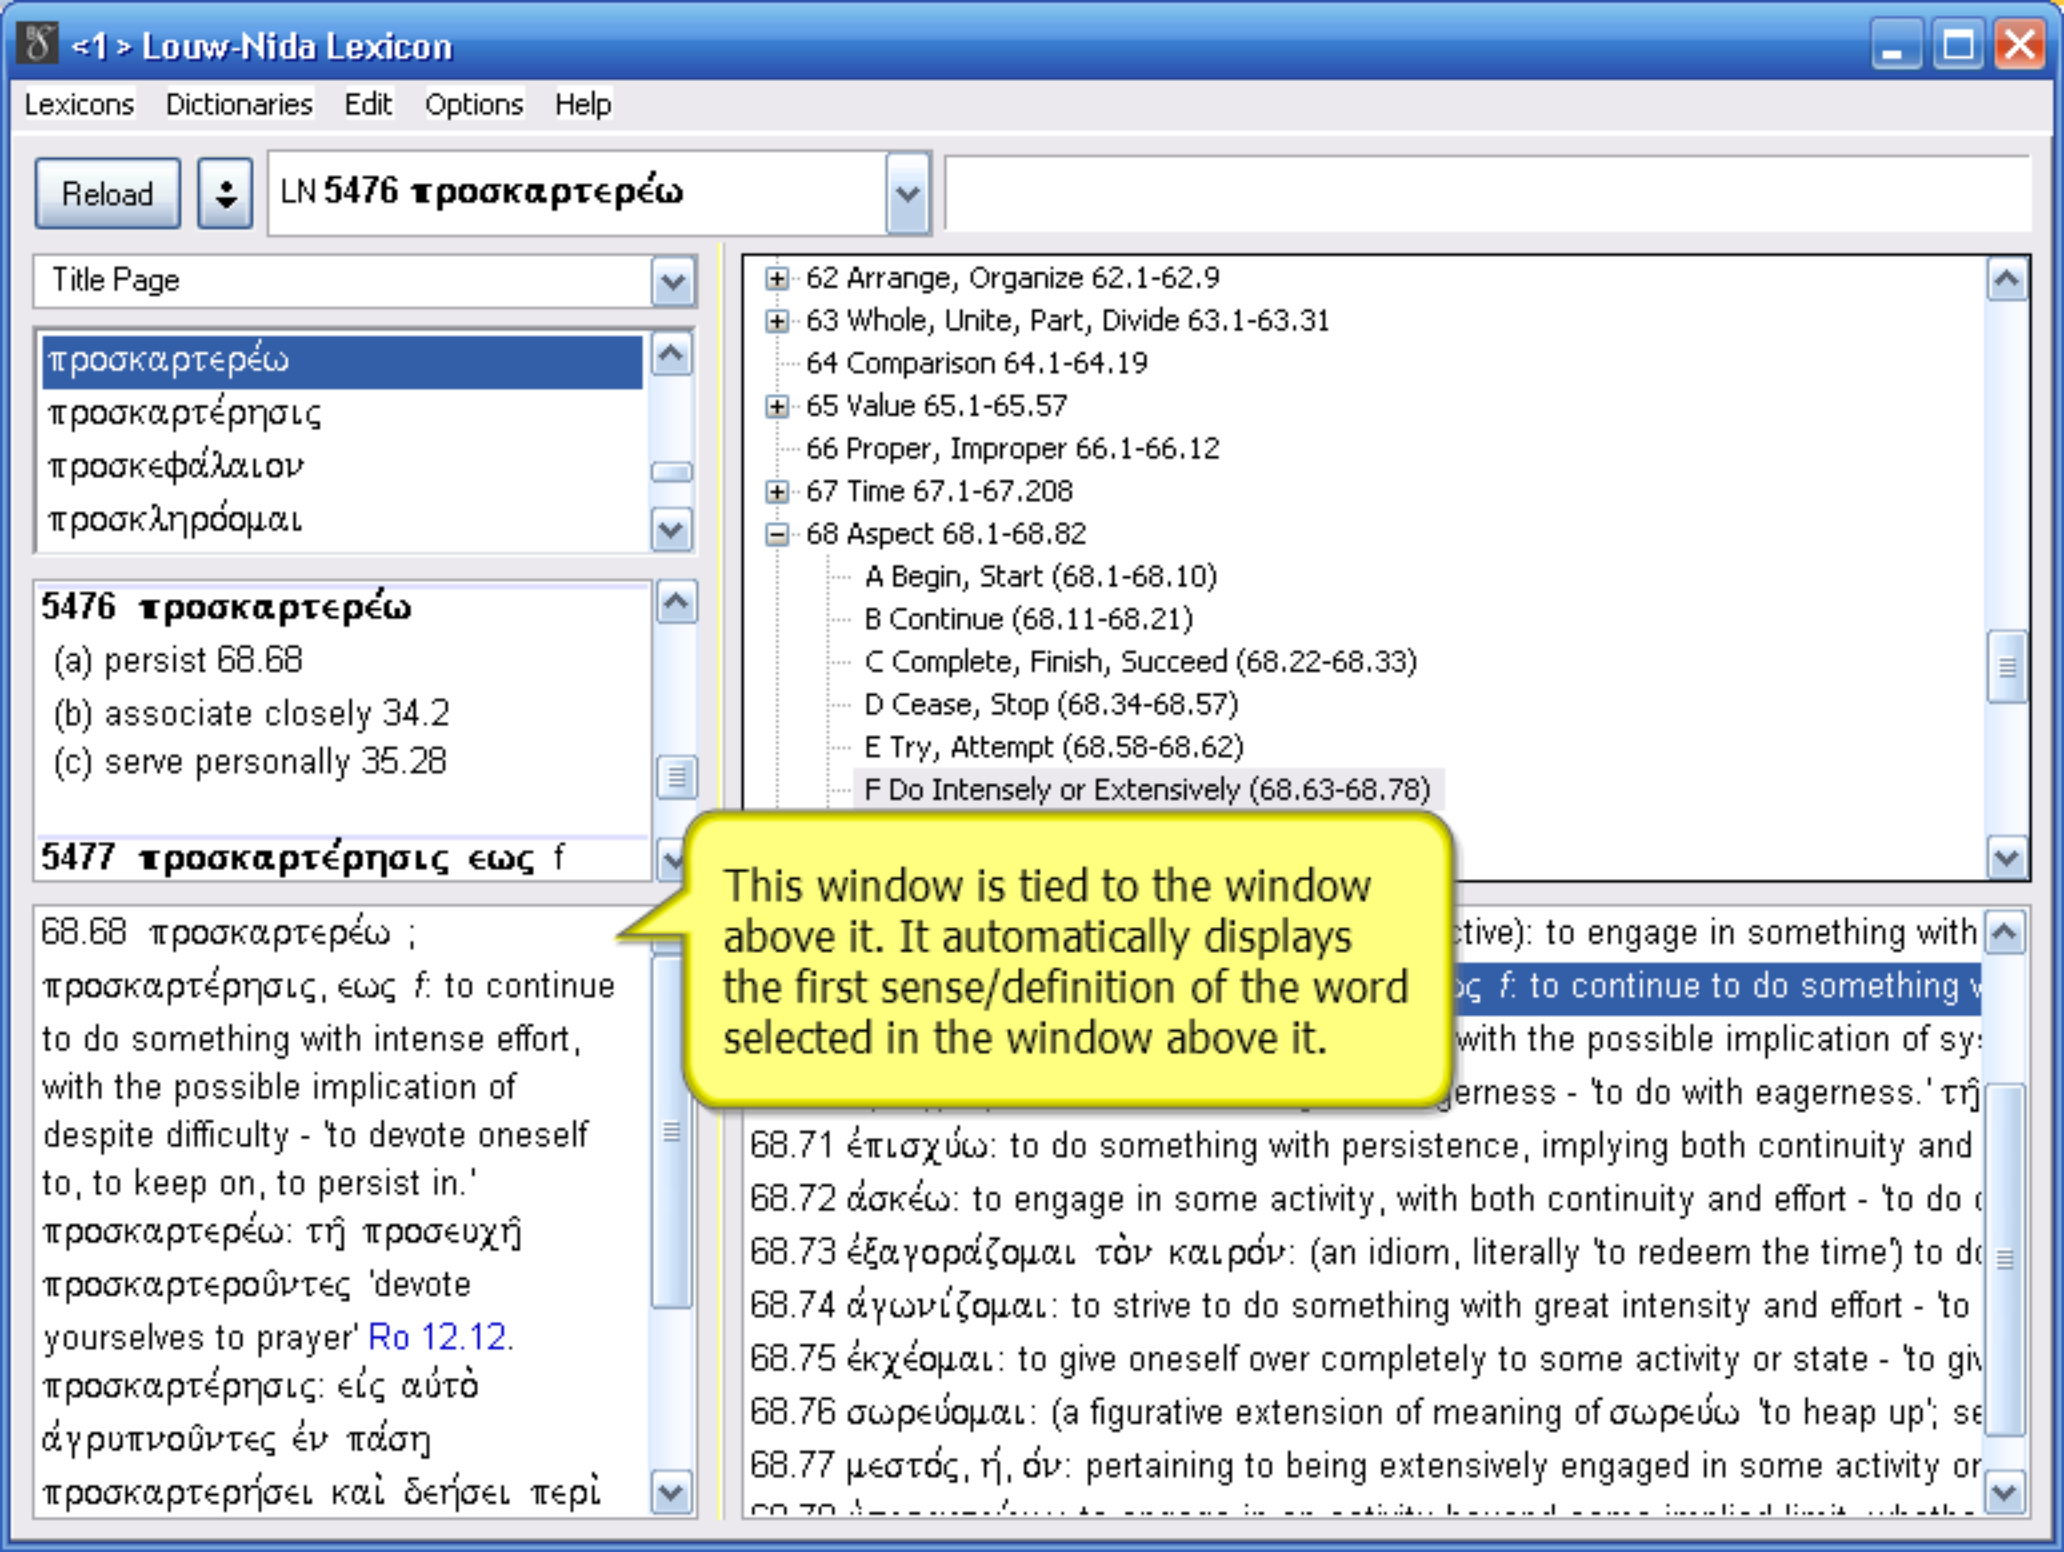 <1> Louw-Nida Lexicon
Lexicons Dictionaries Edit Options Help
Reload
LN 5476 προσκαρτερέω
Title Page
προσκαρτερέω
προσκαρτέρησις
προσκεφάλαιον
προσκληρόομαι
5476 προσκαρτερέω
(a) persist 68.68
(b) associate closely 34.2
(c) serve personally 35.28
5477 προσκαρτέρησις εως f
68.68 προσκαρτερέω ;
προσκαρτέρησις, εως f: to continue
to do something with intense effort,
with the possible implication of
despite difficulty - 'to devote oneself
to, to keep on, to persist in.'
προσκαρτερέω: τῇ προσευχῇ
προσκαρτεροῦντες 'devote
yourselves to prayer' Ro 12.12.
προσκαρτέρησις: εἰς αὐτὸ
ἀγρυπνοῦντες ἐν πάσῃ
προσκαρτερήσει καὶ δεήσει περὶ
62 Arrange, Organize 62.1-62.9
63 Whole, Unite, Part, Divide 63.1-63.31
64 Comparison 64.1-64.19
65 Value 65.1-65.57
66 Proper, Improper 66.1-66.12
67 Time 67.1-67.208
68 Aspect 68.1-68.82
A Begin, Start (68.1-68.10)
B Continue (68.11-68.21)
C Complete, Finish, Succeed (68.22-68.33)
D Cease, Stop (68.34-68.57)
E Try, Attempt (68.58-68.62)
F Do Intensely or Extensively (68.63-68.78)
This window is tied to the window
above it. It automatically displays
the first sense/definition of the word
selected in the window above it.
ctive): to engage in something with
ος f: to continue to do something
with the possible implication of
gerness - 'to do with eagerness.' τῇ
68.71 ἐπισχύω: to do something with persistence, implying both continuity and
68.72 ἀσκέω: to engage in some activity, with both continuity and effort - 'to do
68.73 ἐξαγοράζομαι τὸν καιρόν: (an idiom, literally 'to redeem the time') to do
68.74 ἀγωνίζομαι: to strive to do something with great intensity and effort - 'to
68.75 ἐκχέομαι: to give oneself over completely to some activity or state - 'to giv
68.76 σωρεύομαι: (a figurative extension of meaning of σωρεύω 'to heap up'; se
68.77 μεστός, ή, όν: pertaining to being extensively engaged in some activity or